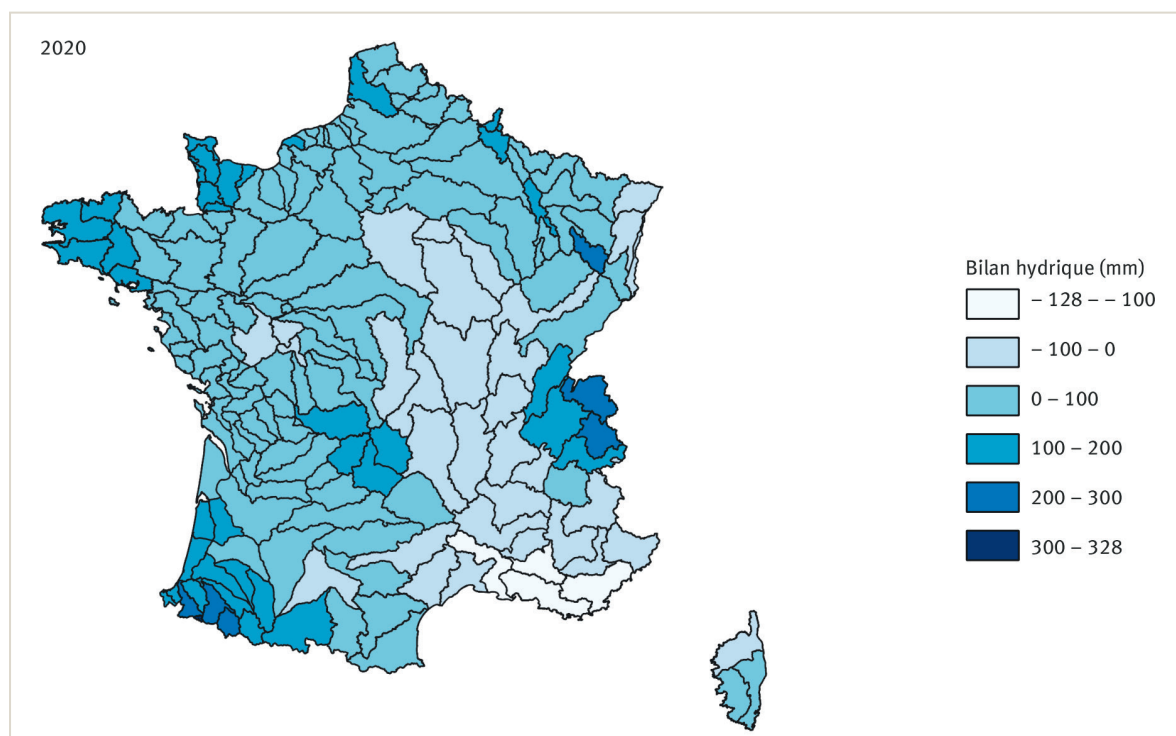 2020
Bilan hydrique (mm)
– 128 – – 100
– 100 – 0
0 – 100
100 – 200
200 – 300
300 – 328